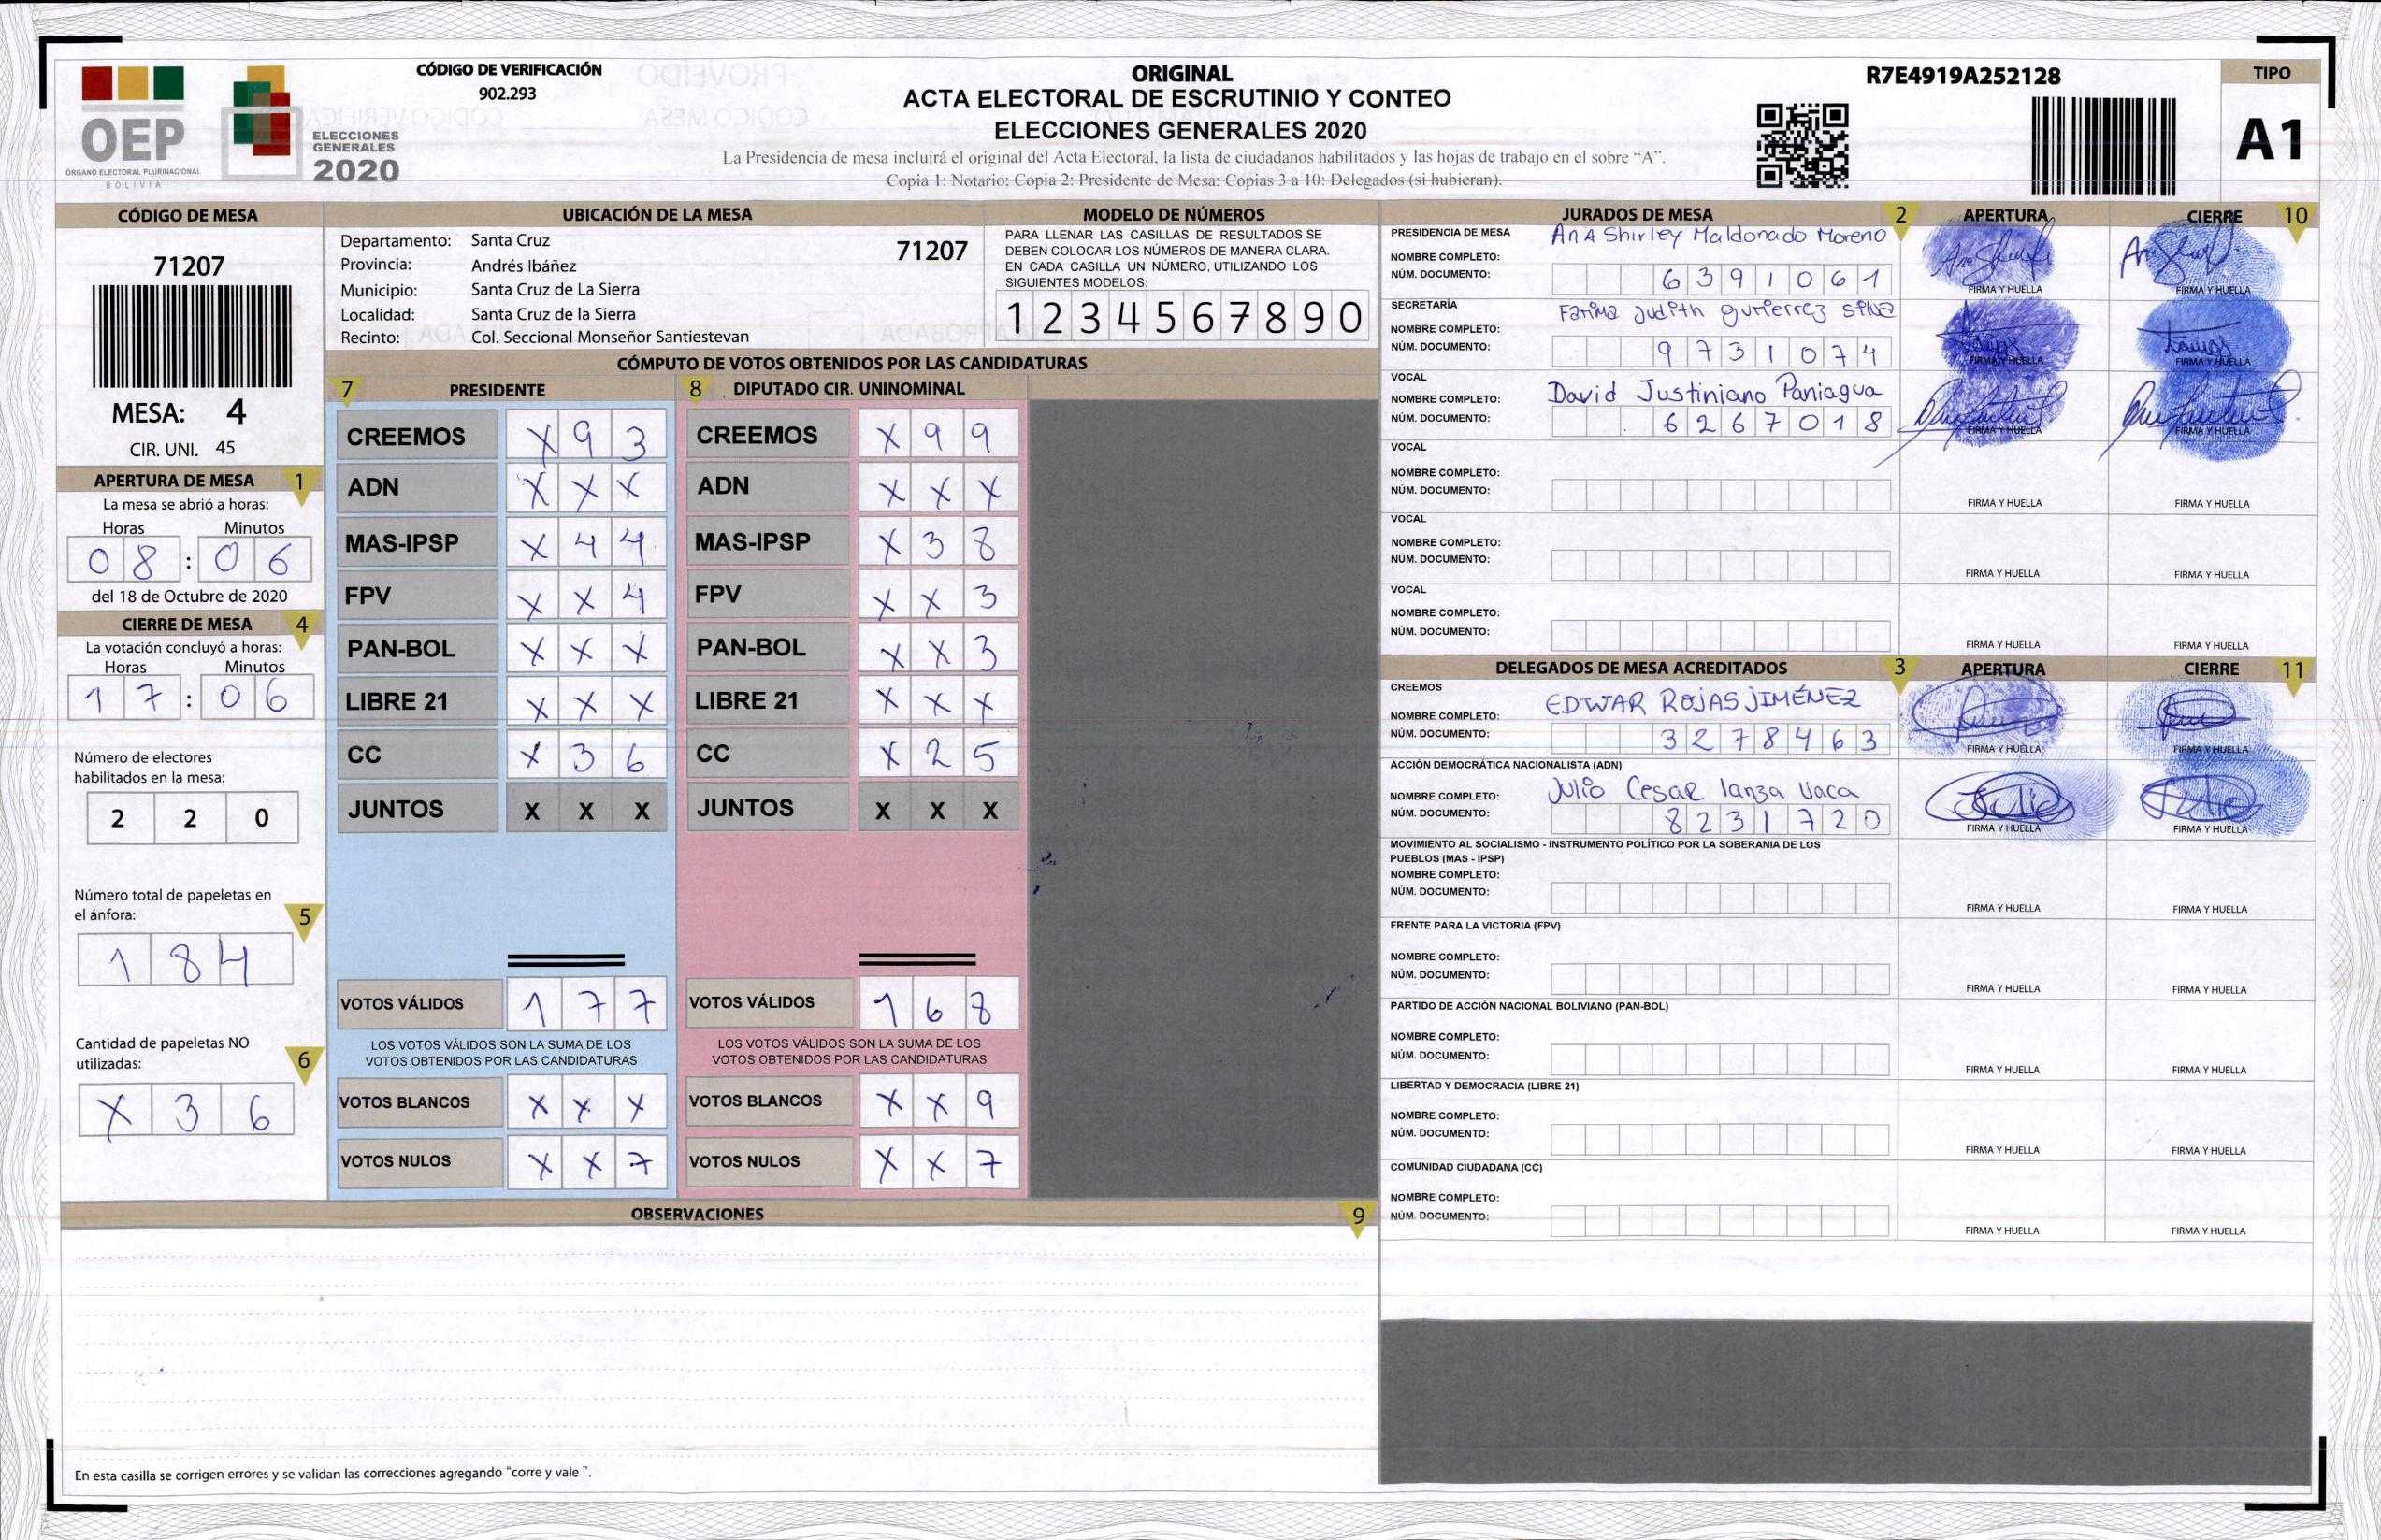 OEP
ÓRGANO ELECTORAL PLURINACIONAL
BOLIVIA
ELECCIONES
GENERALES
2020
CÓDIGO DE VERIFICACIÓN
902.293
ORIGINAL
ACTA ELECTORAL DE ESCRUTINIO Y CONTEO
ELECCIONES GENERALES 2020
La Presidencia de mesa incluirá el original del Acta Electoral, la lista de ciudadanos habilitados y las hojas de trabajo en el sobre “A”.
Copia 1: Notario; Copia 2: Presidente de Mesa; Copias 3 a 10: Delegados (si hubieran).
R7E4919A252128
TIPO
A1
CÓDIGO DE MESA
71207
MESA: 4
CIR. UNI. 45
APERTURA DE MESA 1
La mesa se abrió a horas:
Horas Minutos
08 : 06
del 18 de Octubre de 2020
CIERRE DE MESA 4
La votación concluyó a horas:
Horas Minutos
17 : 06
Número de electores
habilitados en la mesa:
2 2 0
Número total de papeletas en
el ánfora: 5
1 8 4
Cantidad de papeletas NO
utilizadas: 6
X 3 6
UBICACIÓN DE LA MESA
Departamento: Santa Cruz
71207
Provincia: Andrés Ibáñez
Municipio: Santa Cruz de La Sierra
Localidad: Santa Cruz de la Sierra
Recinto: Col. Seccional Monseñor Santiestevan
MODELO DE NÚMEROS
PARA LLENAR LAS CASILLAS DE RESULTADOS SE
DEBEN COLOCAR LOS NÚMEROS DE MANERA CLARA.
EN CADA CASILLA UN NÚMERO, UTILIZANDO LOS
SIGUIENTES MODELOS:
1 2 3 4 5 6 7 8 9 0
CÓMPUTO DE VOTOS OBTENIDOS POR LAS CANDIDATURAS
7 PRESIDENTE
CREEMOS X 9 3
ADN X X X
MAS-IPSP X 4 4
FPV X X 4
PAN-BOL X X X
LIBRE 21 X X X
CC X 3 6
JUNTOS X X X
VOTOS VÁLIDOS 1 7 7
LOS VOTOS VÁLIDOS SON LA SUMA DE LOS
VOTOS OBTENIDOS POR LAS CANDIDATURAS
VOTOS BLANCOS X X X
VOTOS NULOS X X 7
8 DIPUTADO CIR. UNINOMINAL
CREEMOS X 9 9
ADN X X X
MAS-IPSP X 3 8
FPV X X 3
PAN-BOL X X 3
LIBRE 21 X X X
CC X 2 5
JUNTOS X X X
VOTOS VÁLIDOS 1 6 8
LOS VOTOS VÁLIDOS SON LA SUMA DE LOS
VOTOS OBTENIDOS POR LAS CANDIDATURAS
VOTOS BLANCOS X X 9
VOTOS NULOS X X 7
OBSERVACIONES 9
En esta casilla se corrigen errores y se validan las correcciones agregando “corre y vale ”.
JURADOS DE MESA 2 APERTURA CIERRE 10
PRESIDENCIA DE MESA
NOMBRE COMPLETO: AnA Shirley Maldonado Moreno
NÚM. DOCUMENTO: 6391061
FIRMA Y HUELLA FIRMA Y HUELLA
SECRETARÍA
NOMBRE COMPLETO: Fatima Judith gutierrez silva
NÚM. DOCUMENTO: 9731074
FIRMA Y HUELLA FIRMA Y HUELLA
VOCAL
NOMBRE COMPLETO: David Justiniano Paniagua
NÚM. DOCUMENTO: 6267018
FIRMA Y HUELLA FIRMA Y HUELLA
VOCAL
NOMBRE COMPLETO:
NÚM. DOCUMENTO:
FIRMA Y HUELLA FIRMA Y HUELLA
VOCAL
NOMBRE COMPLETO:
NÚM. DOCUMENTO:
FIRMA Y HUELLA FIRMA Y HUELLA
VOCAL
NOMBRE COMPLETO:
NÚM. DOCUMENTO:
FIRMA Y HUELLA FIRMA Y HUELLA
DELEGADOS DE MESA ACREDITADOS 3 APERTURA CIERRE 11
CREEMOS
NOMBRE COMPLETO: EDWAR ROJAS JIMÉNEZ
NÚM. DOCUMENTO: 3278463
FIRMA Y HUELLA FIRMA Y HUELLA
ACCIÓN DEMOCRÁTICA NACIONALISTA (ADN)
NOMBRE COMPLETO: Julio Cesar lanza Vaca
NÚM. DOCUMENTO: 8231720
FIRMA Y HUELLA FIRMA Y HUELLA
MOVIMIENTO AL SOCIALISMO - INSTRUMENTO POLÍTICO POR LA SOBERANIA DE LOS
PUEBLOS (MAS - IPSP)
NOMBRE COMPLETO:
NÚM. DOCUMENTO:
FIRMA Y HUELLA FIRMA Y HUELLA
FRENTE PARA LA VICTORIA (FPV)
NOMBRE COMPLETO:
NÚM. DOCUMENTO:
FIRMA Y HUELLA FIRMA Y HUELLA
PARTIDO DE ACCIÓN NACIONAL BOLIVIANO (PAN-BOL)
NOMBRE COMPLETO:
NÚM. DOCUMENTO:
FIRMA Y HUELLA FIRMA Y HUELLA
LIBERTAD Y DEMOCRACIA (LIBRE 21)
NOMBRE COMPLETO:
NÚM. DOCUMENTO:
FIRMA Y HUELLA FIRMA Y HUELLA
COMUNIDAD CIUDADANA (CC)
NOMBRE COMPLETO:
NÚM. DOCUMENTO:
FIRMA Y HUELLA FIRMA Y HUELLA